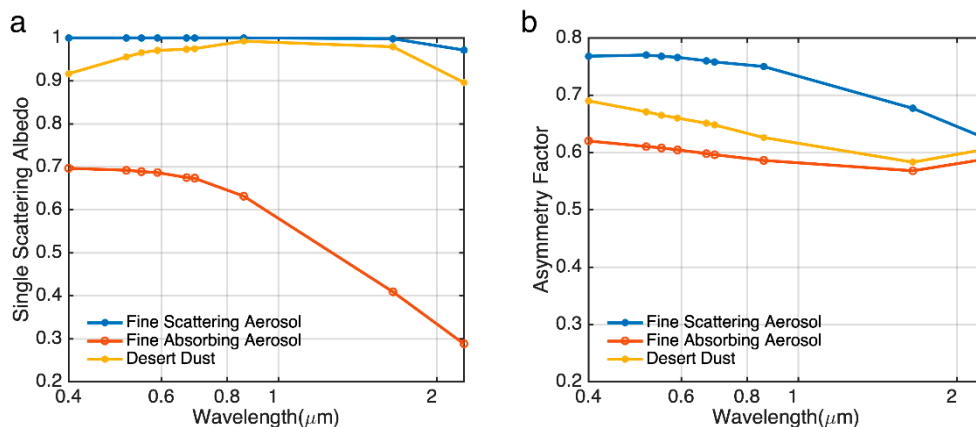 a
1
0.9
0.8
0.7
0.6
0.5
0.4
0.3
0.2
Single Scattering Albedo
Fine Scattering Aerosol
Fine Absorbing Aerosol
Desert Dust
0.4 0.6 0.8 1 2
Wavelength(μm)
b
0.8
0.7
0.6
0.5
0.4
0.3
0.2
Asymmetry Factor
Fine Scattering Aerosol
Fine Absorbing Aerosol
Desert Dust
0.4 0.6 0.8 1 2
Wavelength(μm)